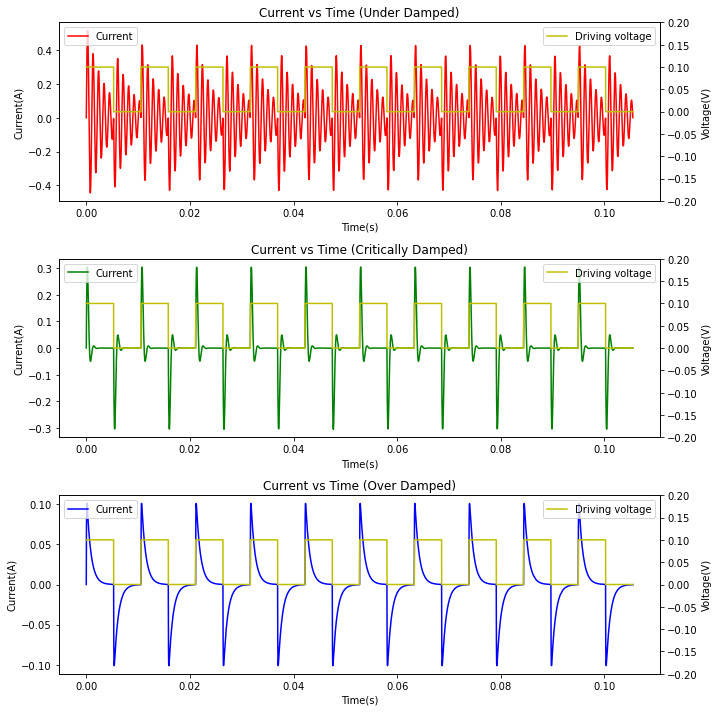 Current vs Time (Under Damped)
Current
Driving voltage
0.4
0.2
0.0
−0.2
−0.4
Current(A)
0.20
0.15
0.10
0.05
0.00
−0.05
−0.10
−0.15
−0.20
Voltage(V)
0.00 0.02 0.04 0.06 0.08 0.10
Time(s)
Current vs Time (Critically Damped)
Current
Driving voltage
0.3
0.2
0.1
0.0
−0.1
−0.2
−0.3
Current(A)
0.20
0.15
0.10
0.05
0.00
−0.05
−0.10
−0.15
−0.20
Voltage(V)
0.00 0.02 0.04 0.06 0.08 0.10
Time(s)
Current vs Time (Over Damped)
Current
Driving voltage
0.10
0.05
0.00
−0.05
−0.10
Current(A)
0.20
0.15
0.10
0.05
0.00
−0.05
−0.10
−0.15
−0.20
Voltage(V)
0.00 0.02 0.04 0.06 0.08 0.10
Time(s)